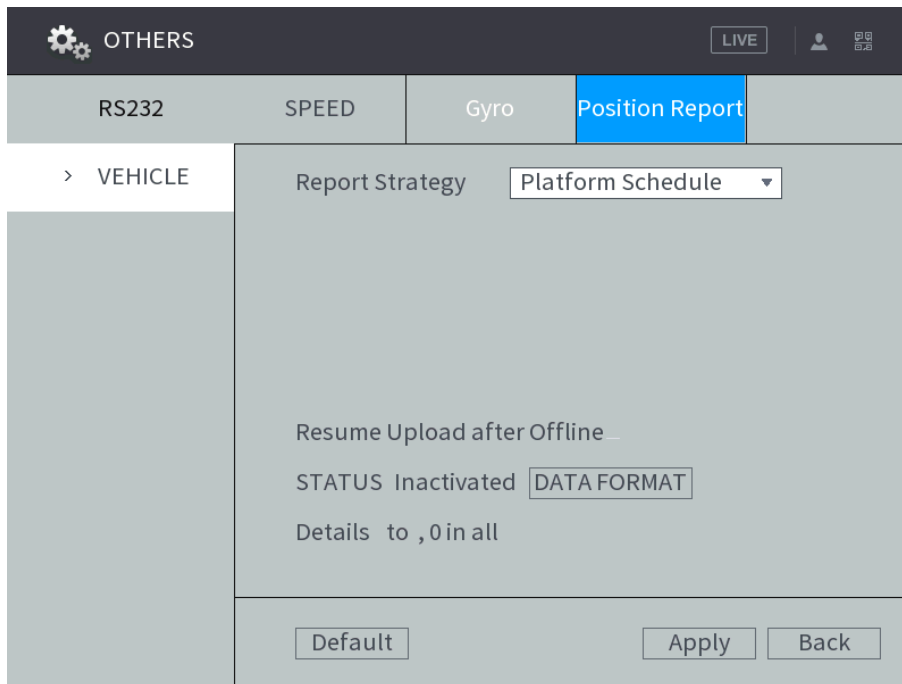 OTHERS LIVE
RS232 SPEED Gyro Position Report
> VEHICLE
Report Strategy Platform Schedule
Resume Upload after Offline
STATUS Inactivated DATA FORMAT
Details to , 0 in all
Default Apply Back